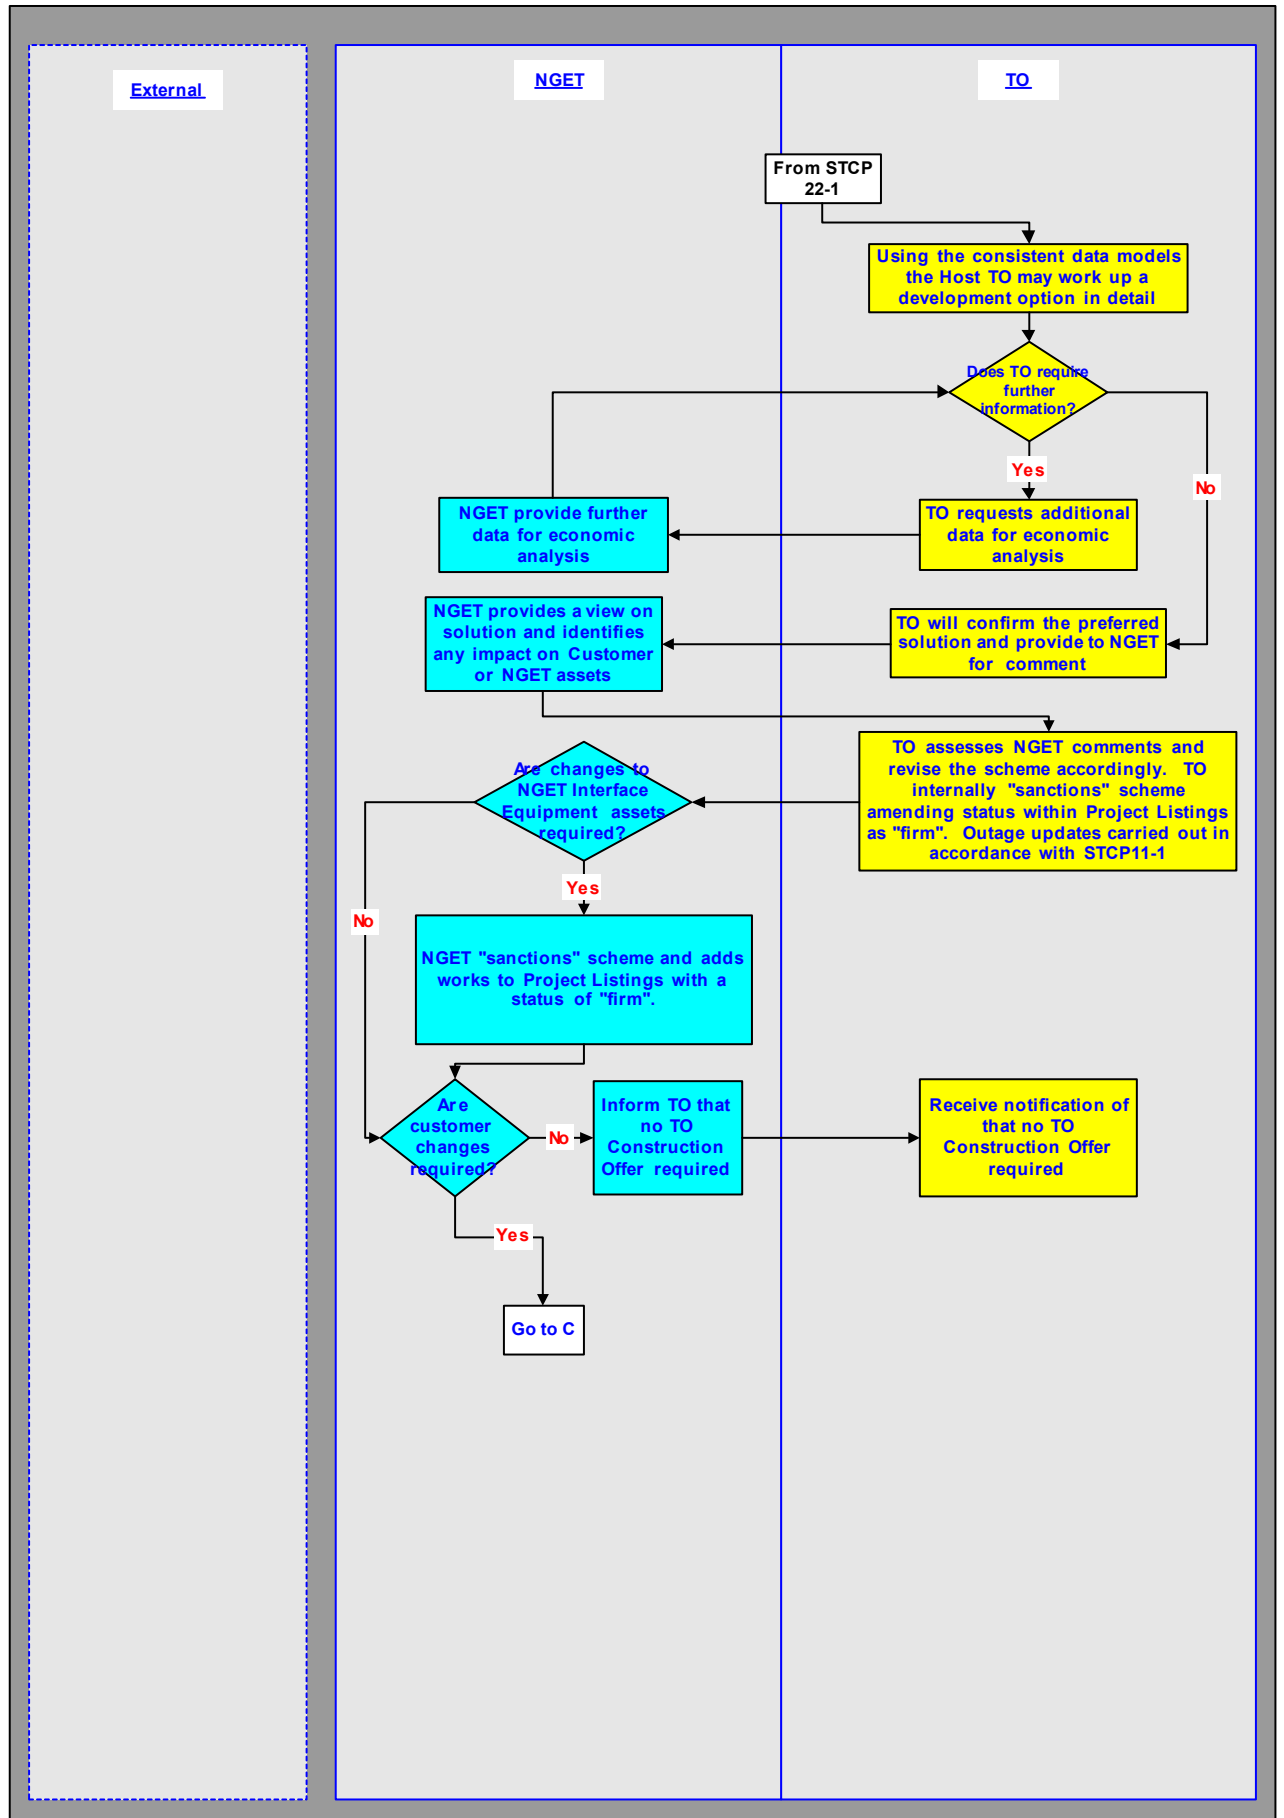 External
NGET
TO
From STCP
22-1
Using the consistent data models
the Host TO may work up a
development option in detail
Does TO require
further
information?
Yes
No
NGET provide further
data for economic
analysis
TO requests additional
data for economic
analysis
NGET provides a view on
solution and identifies
any impact on Customer
or NGET assets
TO will confirm the preferred
solution and provide to NGET
for comment
TO assesses NGET comments and
revise the scheme accordingly. TO
internally "sanctions" scheme
amending status within Project Listings
as "firm". Outage updates carried out in
accordance with STCP11-1
Are changes to
NGET Interface
Equipment assets
required?
Yes
No
NGET "sanctions" scheme and adds
works to Project Listings with a
status of "firm".
Are
customer
changes
required?
No
Inform TO that
no TO
Construction
Offer required
Receive notification of
that no TO
Construction Offer
required
Yes
Go to C